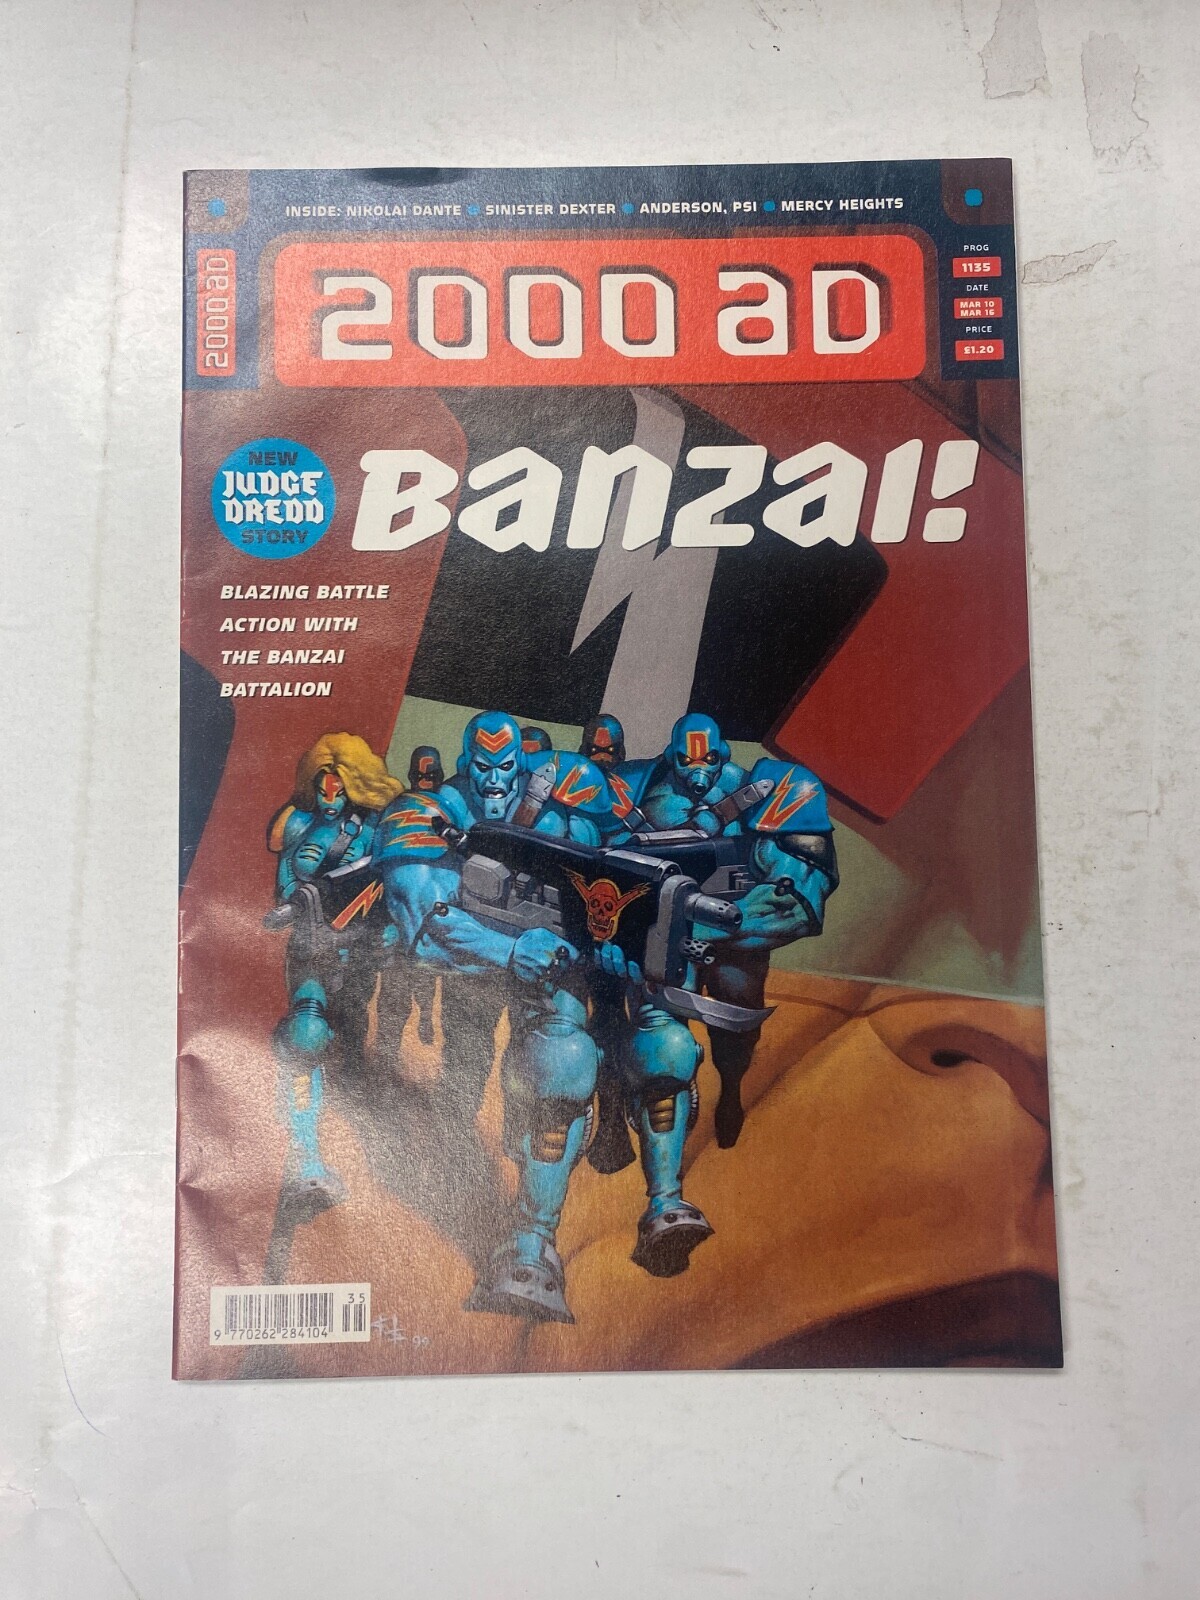 INSIDE: NIKOLAI DANTE • SINISTER DEXTER • ANDERSON, PSI • MERCY HEIGHTS
2000 AD
2000 AD
PROG
1135
DATE
MAR 10
MAR 16
PRICE
£1.20
NEW
JUDGE
DREDD
STORY
BANZAI!
BLAZING BATTLE
ACTION WITH
THE BANZAI
BATTALION
D
35
9 770262 284104
99